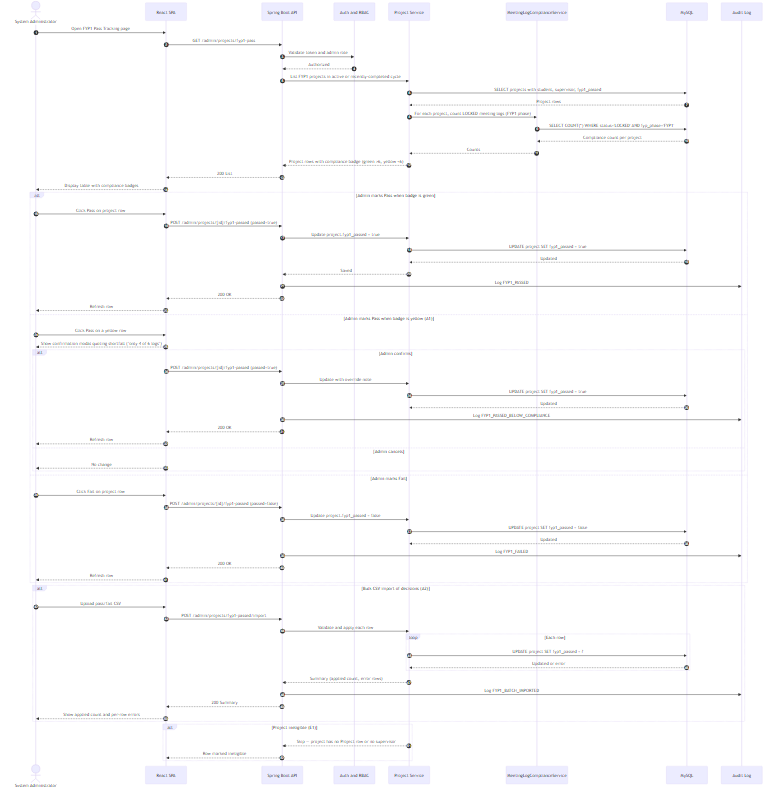 System Administrator
React SPA
Spring Boot API
Auth and RBAC
Project Service
MeetingLogComplianceService
MySQL
Audit Log
Open FYP1 Pass Tracking page
GET /admin/projects/fyp1-pass
Validate token and admin role
Authorized
List FYP1 projects in active or recently-completed cycle
SELECT projects with student, supervisor, fyp1_passed
Project rows
For each project, count LOCKED meeting logs (FYP1 phase)
SELECT COUNT(*) WHERE status=LOCKED AND fyp_phase=FYP1
Compliance count per project
Counts
Project rows with compliance badge
200 List
Display table with compliance badges
alt
[Admin marks Pass when badge is green]
Click Pass on project row
POST /admin/projects/{id}/fyp1-passed (passed=true)
Update project.fyp1_passed = true
UPDATE project SET fyp1_passed = true
Updated
Saved
Log FYP1_PASSED
200 OK
Refresh row
[Admin marks Pass when badge is yellow (A1)]
Click Pass on a yellow row
Show confirmation modal quoting shortfall ("only 4 of 6 logs")
alt
[Admin confirms]
POST /admin/projects/{id}/fyp1-passed (passed=true)
Update with override note
UPDATE project SET fyp1_passed = true
Updated
Log FYP1_PASSED_BELOW_COMPLIANCE
200 OK
Refresh row
[Admin cancels]
No change
[Admin marks Fail]
Click Fail on project row
POST /admin/projects/{id}/fyp1-passed (passed=false)
Update project.fyp1_passed = false
UPDATE project SET fyp1_passed = false
Updated
Log FYP1_FAILED
200 OK
Refresh row
alt
[Bulk CSV import of decisions (A2)]
Upload pass/fail CSV
POST /admin/projects/fyp1-passed/import
Validate and apply each row
loop
[Each row]
UPDATE project SET fyp1_passed = ?
Updated or error
Summary (applied count, error rows)
Log FYP1_BATCH_IMPORTED
200 Summary
Show applied count and per-row errors
alt
[Project ineligible (E1)]
Skip — project has no Project row or no supervisor
Row marked ineligible
System Administrator
React SPA
Spring Boot API
Auth and RBAC
Project Service
MeetingLogComplianceService
MySQL
Audit Log